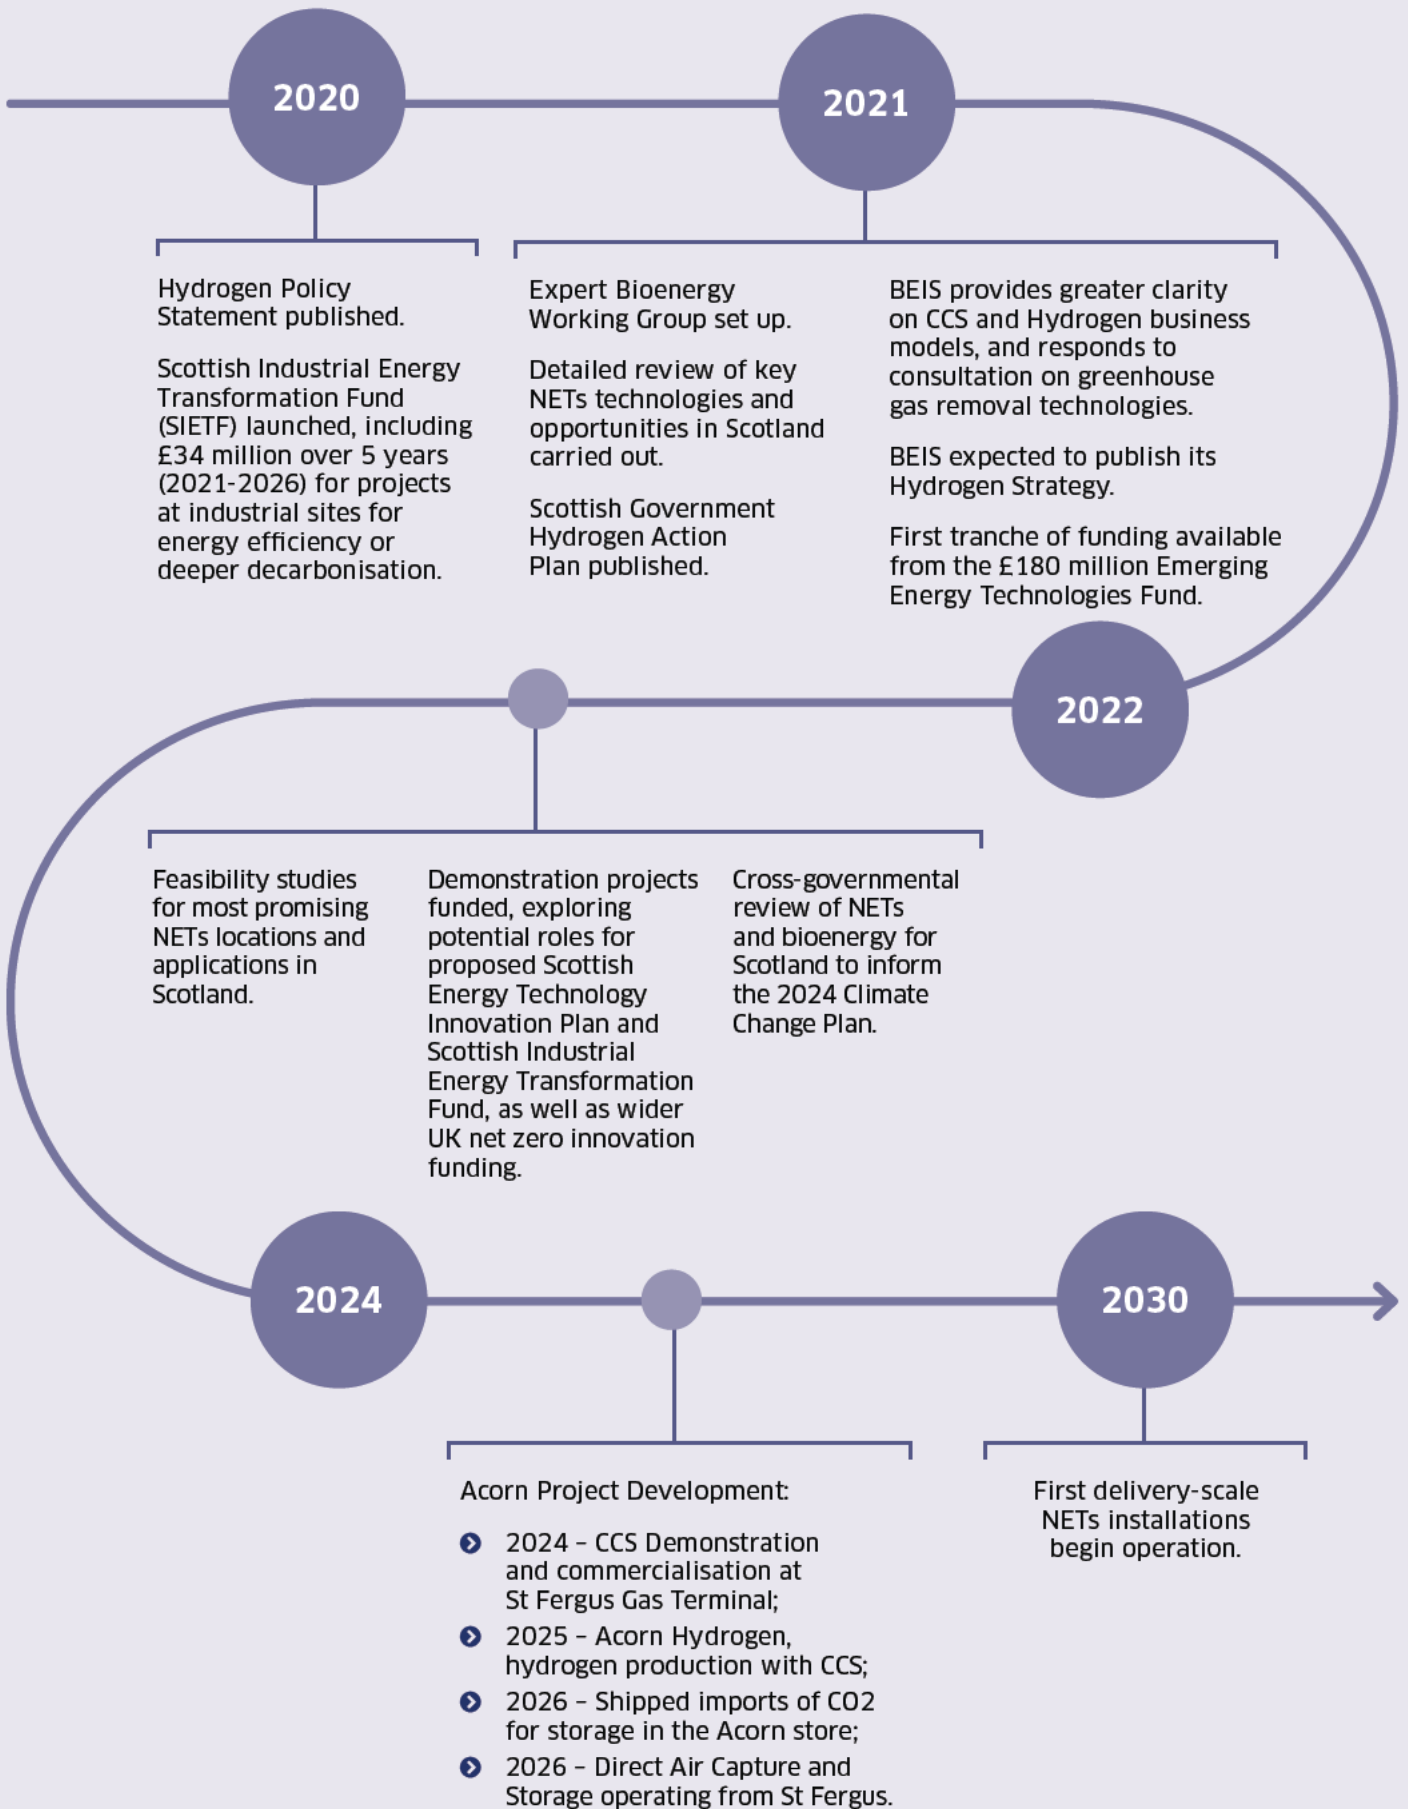 2020
2021
Hydrogen Policy
Statement published.
Scottish Industrial Energy
Transformation Fund
(SIETF) launched, including
£34 million over 5 years
(2021-2026) for projects
at industrial sites for
energy efficiency or
deeper decarbonisation.
Expert Bioenergy
Working Group set up.
Detailed review of key
NETs technologies and
opportunities in Scotland
carried out.
Scottish Government
Hydrogen Action
Plan published.
BEIS provides greater clarity
on CCS and Hydrogen business
models, and responds to
consultation on greenhouse
gas removal technologies.
BEIS expected to publish its
Hydrogen Strategy.
First tranche of funding available
from the £180 million Emerging
Energy Technologies Fund.
2022
Feasibility studies
for most promising
NETs locations and
applications in
Scotland.
Demonstration projects
funded, exploring
potential roles for
proposed Scottish
Energy Technology
Innovation Plan and
Scottish Industrial
Energy Transformation
Fund, as well as wider
UK net zero innovation
funding.
Cross-governmental
review of NETs
and bioenergy for
Scotland to inform
the 2024 Climate
Change Plan.
2024
2030
Acorn Project Development:
2024 – CCS Demonstration
and commercialisation at
St Fergus Gas Terminal;
2025 – Acorn Hydrogen,
hydrogen production with CCS;
2026 – Shipped imports of CO2
for storage in the Acorn store;
2026 – Direct Air Capture and
Storage operating from St Fergus.
First delivery-scale
NETs installations
begin operation.